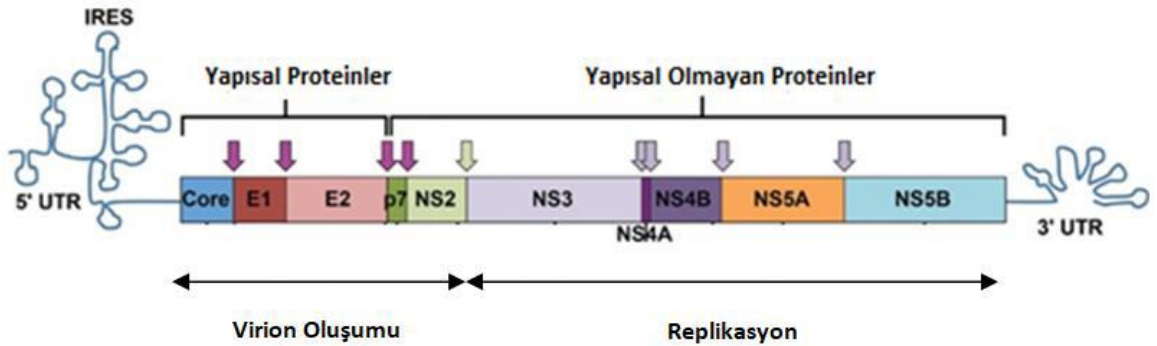 IRES
Yapısal Proteinler
Yapısal Olmayan Proteinler
5' UTR
Core E1 E2 p7 NS2 NS3 NS4B NS5A NS5B
NS4A
3' UTR
Virion Oluşumu
Replikasyon